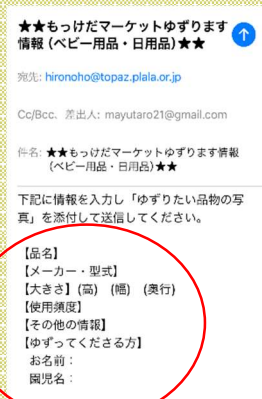 ★★もっけだマーケットゆずります
情報（ベビー用品・日用品）★★
宛先: hironoho@topaz.plala.or.jp
Cc/Bcc、差出人: mayutaro21@gmail.com
件名: ★★もっけだマーケットゆずります情報
（ベビー用品・日用品）★★
下記に情報を入力し「ゆずりたい品物の写
真」を添付して送信してください。
【品名】
【メーカー・型式】
【大きさ】(高)　(幅)　(奥行)
【使用頻度】
【その他の情報】
【ゆずってくださる方】
お名前：
園児名：